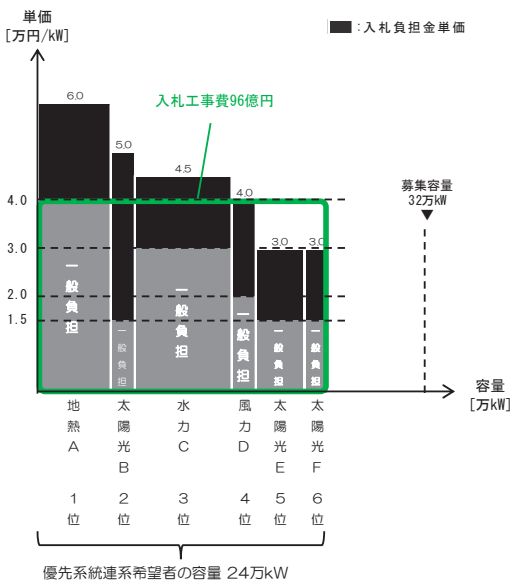 単価
[万円/kW]
■:入札負担金単価
6.0
入札工事費96億円
5.0
4.5
4.0
3.0
3.0
募集容量
32万kW
4.0
3.0
2.0
1.5
一般負担
一般負担
一般負担
一般負担
一般負担
一般負担
容量
[万kW]
地熱A
太陽光B
水力C
風力D
太陽光E
太陽光F
1位
2位
3位
4位
5位
6位
優先系統連系希望者の容量 24万kW